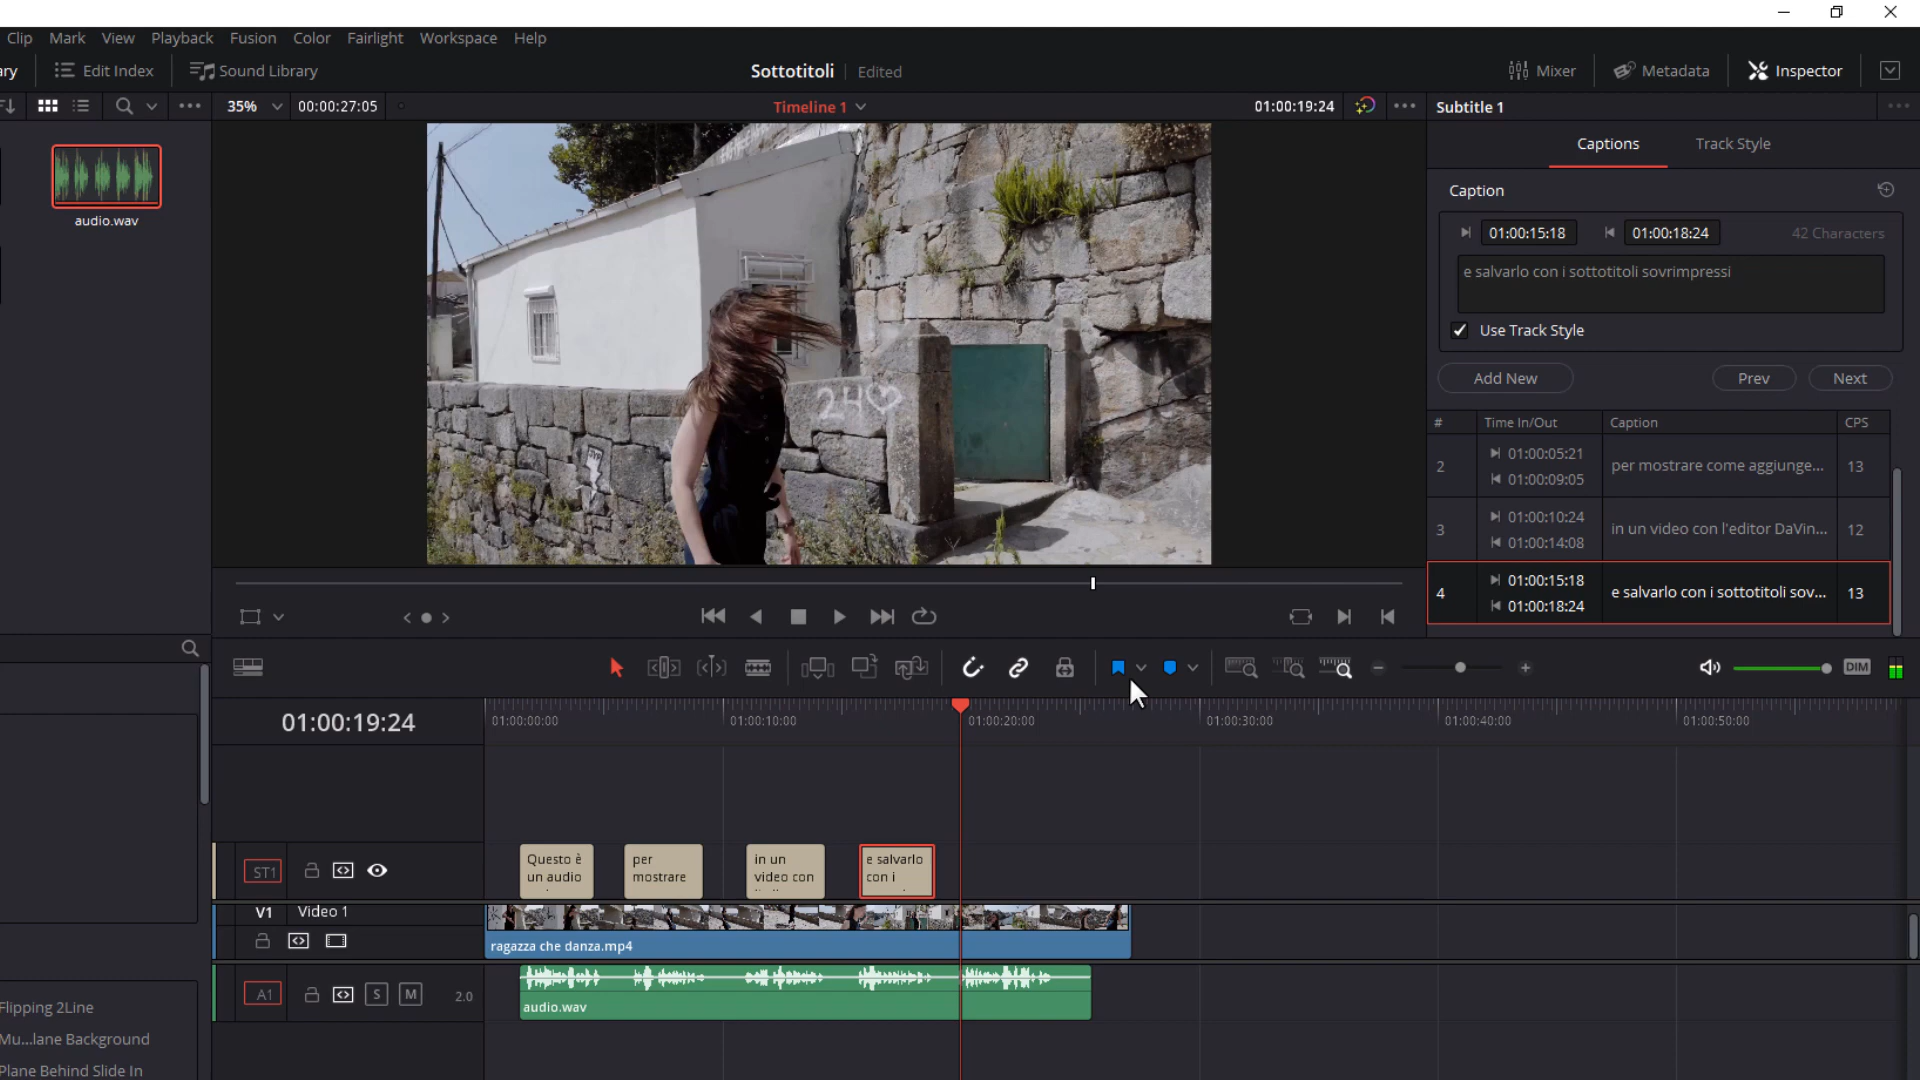 Clip Mark View Playback Fusion Color Fairlight Workspace Help
ry Edit Index Sound Library Sottotitoli Edited Mixer Metadata Inspector
35% 00:00:27:05 Timeline 1 01:00:19:24 Subtitle 1
Captions Track Style
Caption
01:00:15:18 01:00:18:24 42 Characters
e salvarlo con i sottotitoli sovrimpressi
Use Track Style
Add New Prev Next
# Time In/Out Caption CPS
2 01:00:05:21 per mostrare come aggiunge... 13
01:00:09:05
3 01:00:10:24 in un video con l'editor DaVin... 12
01:00:14:08
4 01:00:15:18 e salvarlo con i sottotitoli sov... 13
01:00:18:24
audio.wav
24
DIM
01:00:19:24
01:00:00:00 01:00:10:00 01:00:20:00 01:00:30:00 01:00:40:00 01:00:50:00
ST1
Questo è
un audio
per
mostrare
in un
video con
e salvarlo
con i
V1 Video 1
ragazza che danza.mp4
A1 S M 2.0
audio.wav
Flipping 2Line
Mu...lane Background
Plane Behind Slide In